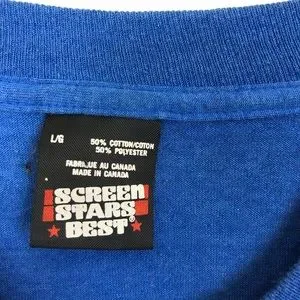 L/G
50% COTTON/COTON
50% POLYESTER
FABRIQUE AU CANADA
MADE IN CANADA
SCREEN
STARS
BEST®